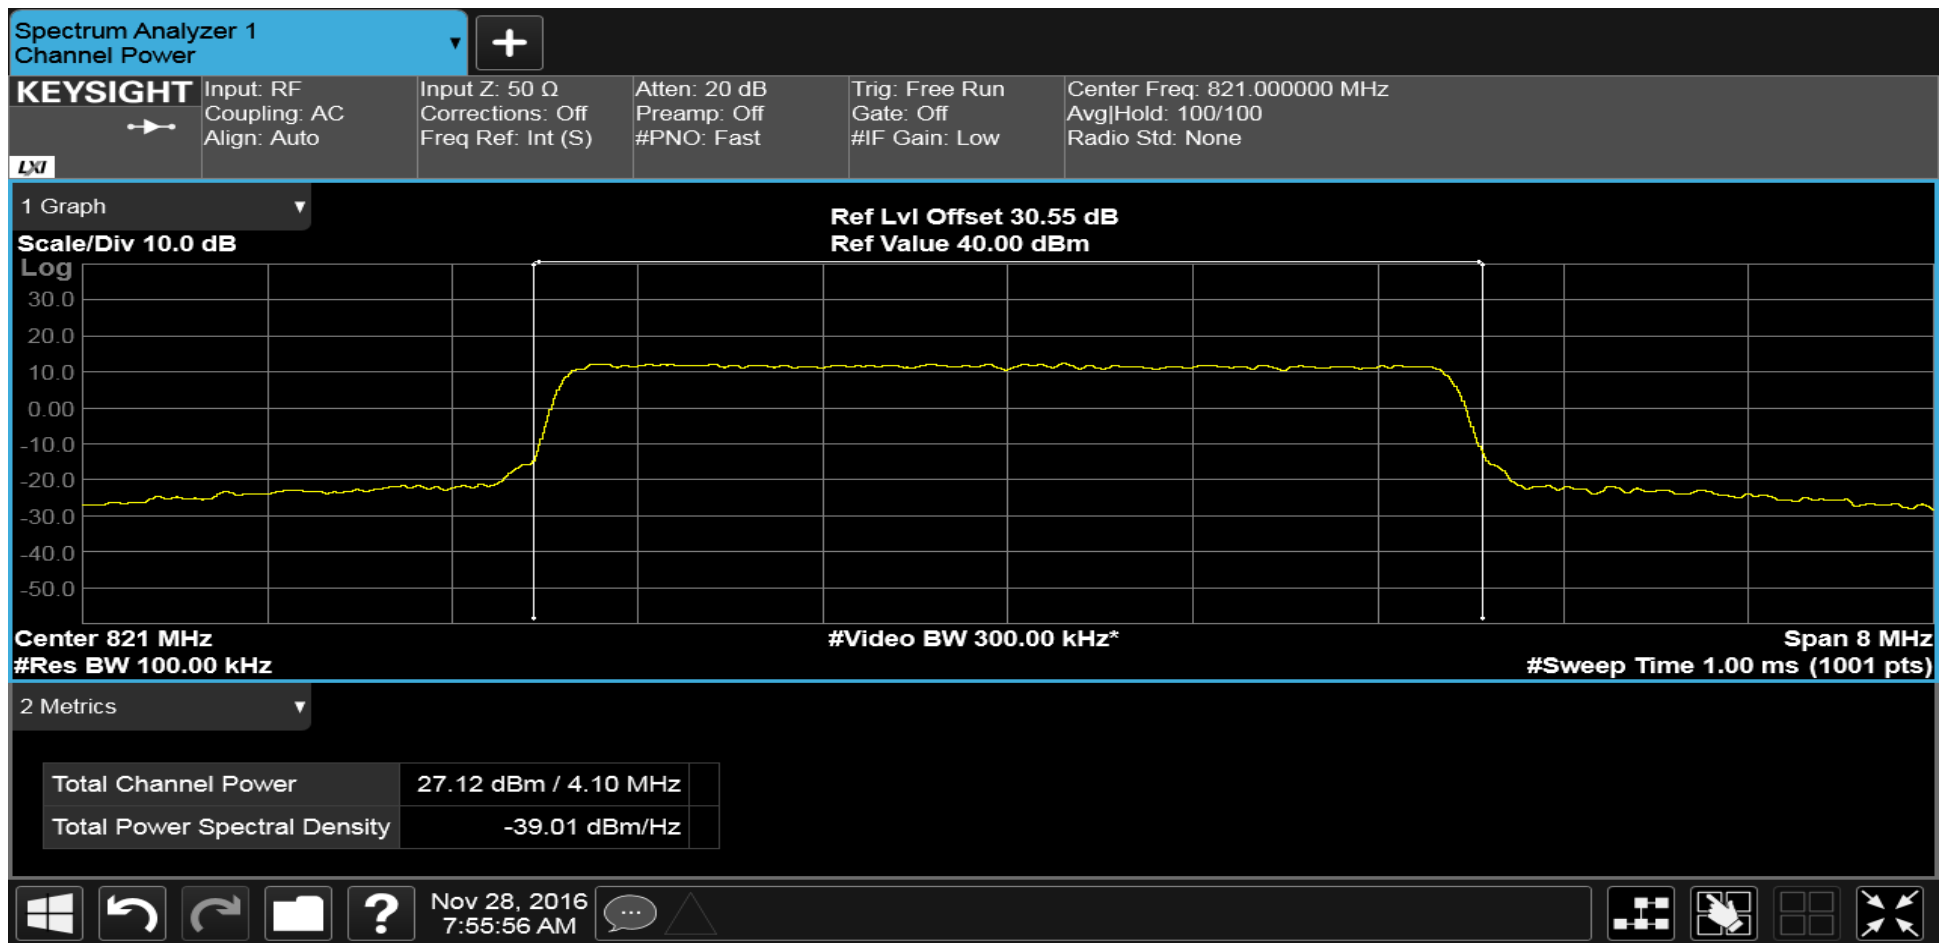 Spectrum Analyzer 1
Channel Power
KEYSIGHT
LXI
Input: RF
Coupling: AC
Align: Auto
Input Z: 50 Ω
Corrections: Off
Freq Ref: Int (S)
Atten: 20 dB
Preamp: Off
#PNO: Fast
Trig: Free Run
Gate: Off
#IF Gain: Low
Center Freq: 821.000000 MHz
Avg|Hold: 100/100
Radio Std: None
1 Graph
Ref Lvl Offset 30.55 dB
Scale/Div 10.0 dB
Ref Value 40.00 dBm
Log
30.0
20.0
10.0
0.00
-10.0
-20.0
-30.0
-40.0
-50.0
Center 821 MHz
#Video BW 300.00 kHz*
Span 8 MHz
#Res BW 100.00 kHz
#Sweep Time 1.00 ms (1001 pts)
2 Metrics
Total Channel Power 27.12 dBm / 4.10 MHz
Total Power Spectral Density -39.01 dBm/Hz
?
Nov 28, 2016
7:55:56 AM